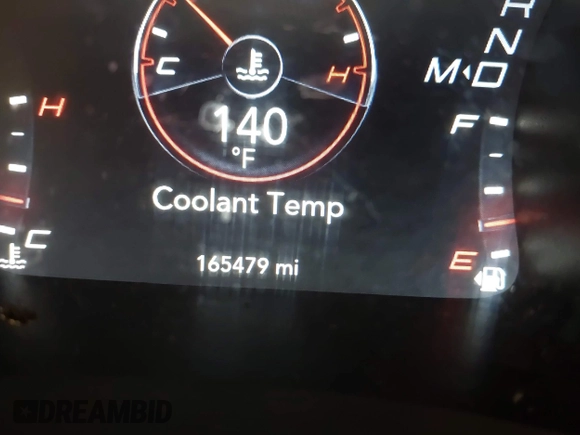 R
N
M◂D
C H
140
°F
Coolant Temp
165479 mi
H
C
F
E
DREAMBID